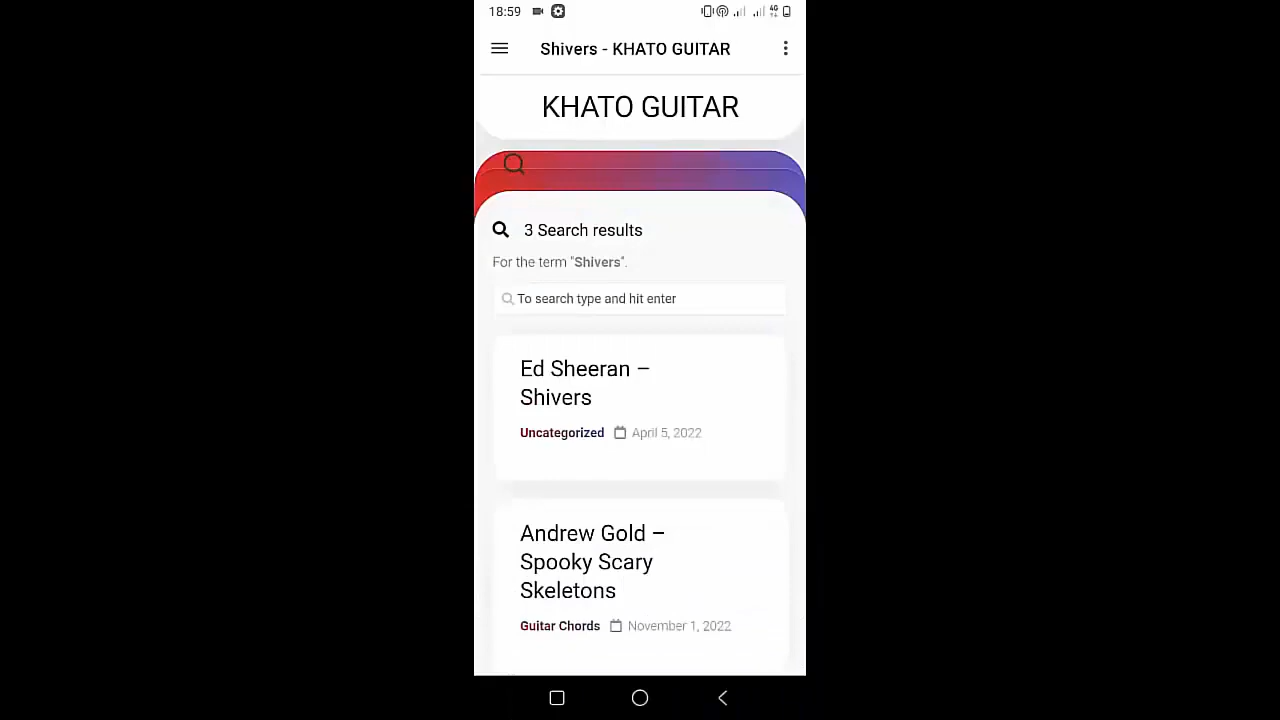 18:59
4G
Shivers - KHATO GUITAR
KHATO GUITAR
3 Search results
For the term "Shivers".
To search type and hit enter
Ed Sheeran –
Shivers
Uncategorized April 5, 2022
Andrew Gold –
Spooky Scary
Skeletons
Guitar Chords November 1, 2022